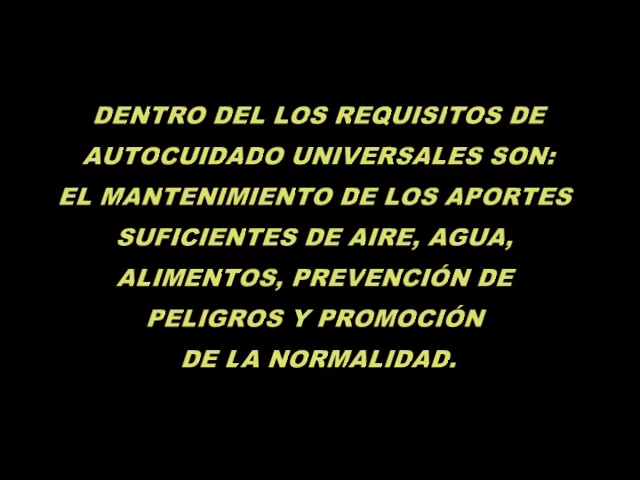 DENTRO DEL LOS REQUISITOS DE
AUTOCUIDADO UNIVERSALES SON:
EL MANTENIMIENTO DE LOS APORTES
SUFICIENTES DE AIRE, AGUA,
ALIMENTOS, PREVENCIÓN DE
PELIGROS Y PROMOCIÓN
DE LA NORMALIDAD.